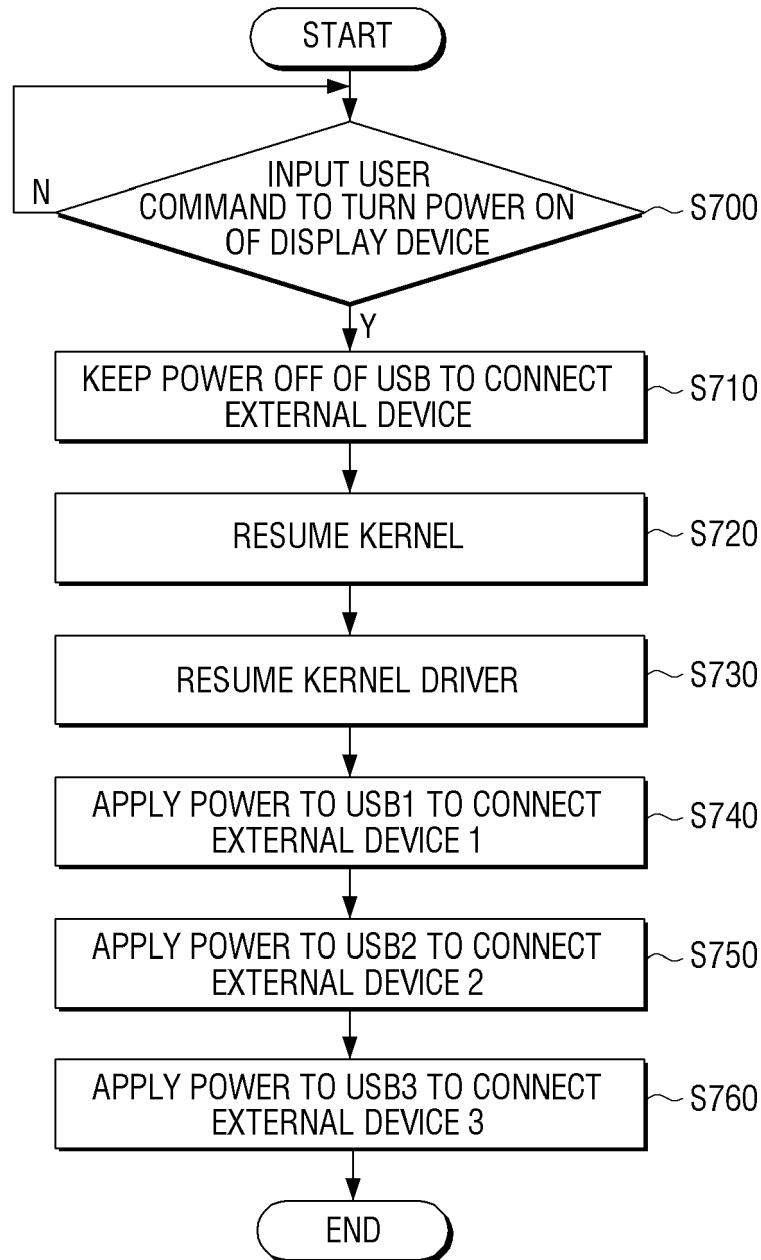 START
INPUT USER
COMMAND TO TURN POWER ON
OF DISPLAY DEVICE
S700
N
Y
KEEP POWER OFF OF USB TO CONNECT
EXTERNAL DEVICE
S710
RESUME KERNEL
S720
RESUME KERNEL DRIVER
S730
APPLY POWER TO USB1 TO CONNECT
EXTERNAL DEVICE 1
S740
APPLY POWER TO USB2 TO CONNECT
EXTERNAL DEVICE 2
S750
APPLY POWER TO USB3 TO CONNECT
EXTERNAL DEVICE 3
S760
END